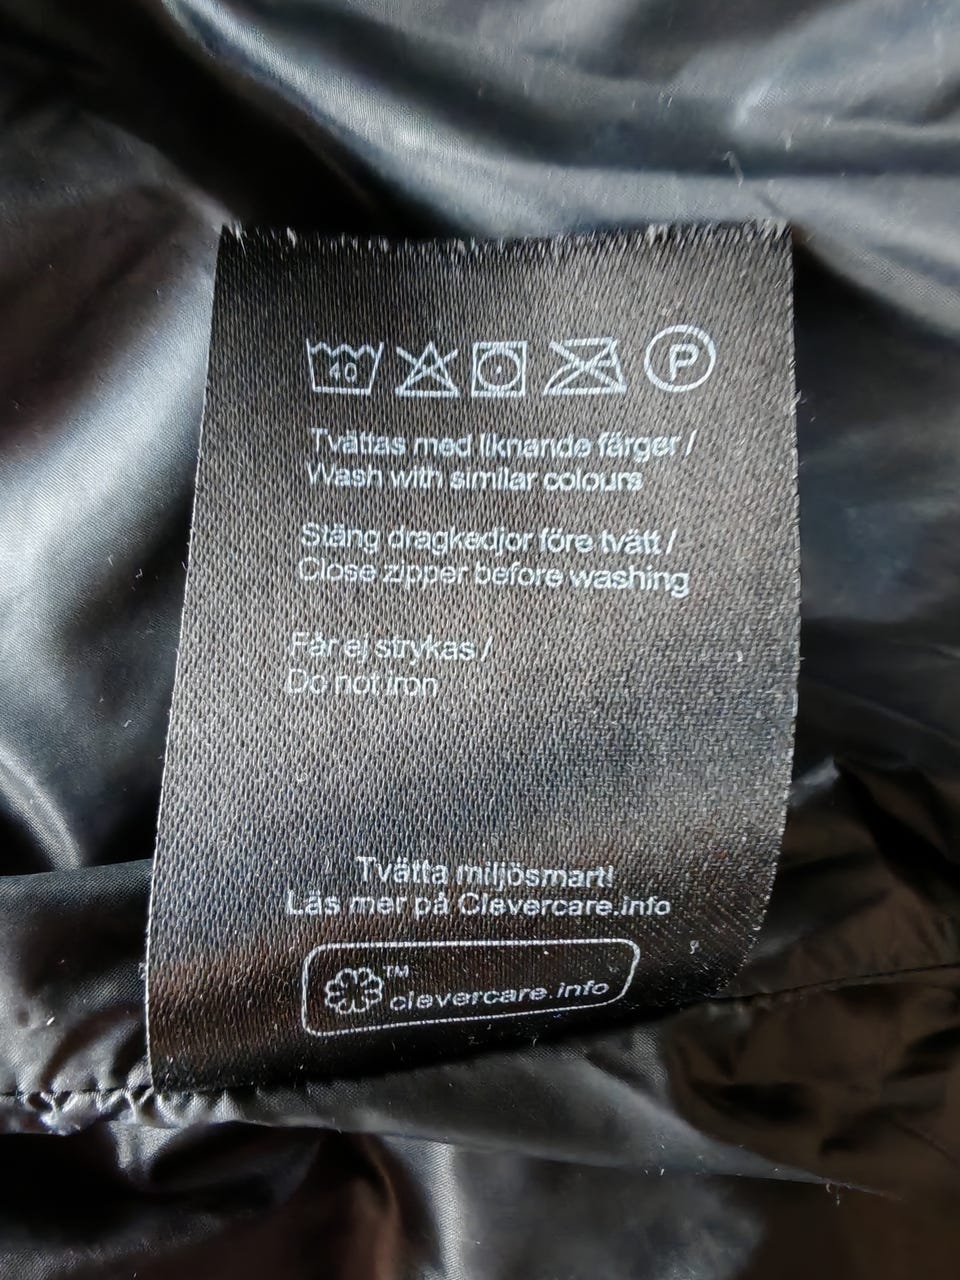 40 P
Tvättas med liknande färger /
Wash with similar colours
Stäng dragkedjor före tvätt /
Close zipper before washing
Får ej strykas /
Do not iron
Tvätta miljösmart!
Läs mer på Clevercare.info
TM
clevercare.info